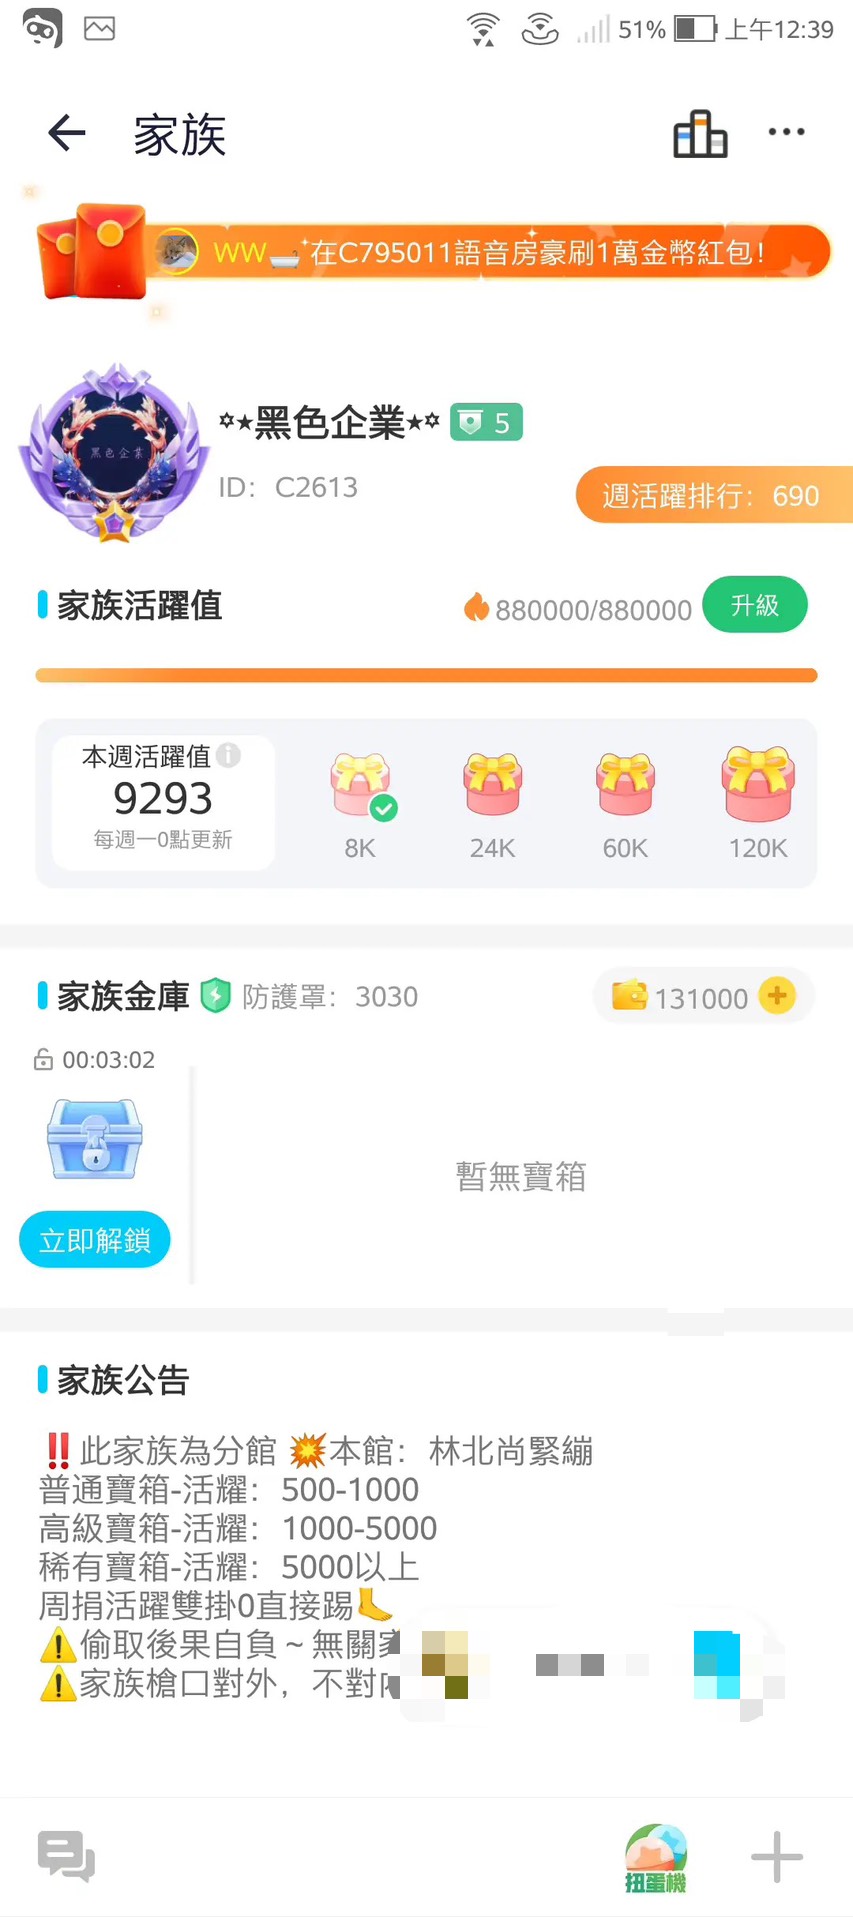 51% 上午12:39
家族
WW🛁 在C795011語音房豪刷1萬金幣紅包！
黑色企業
✡★黑色企業★✡ 5
ID： C2613
週活躍排行： 690
家族活躍值 880000/880000 升級
本週活躍值
9293
每週一0點更新
8K 24K 60K 120K
家族金庫 防護罩： 3030 131000
00:03:02
暫無寶箱
立即解鎖
家族公告
‼️此家族為分館 💥本館： 林北尚緊繃
普通寶箱-活耀： 500-1000
高級寶箱-活耀： 1000-5000
稀有寶箱-活耀： 5000以上
周捐活躍雙掛0直接踢🦶
⚠️偷取後果自負～無關
⚠️家族槍口對外，不對
扭蛋機